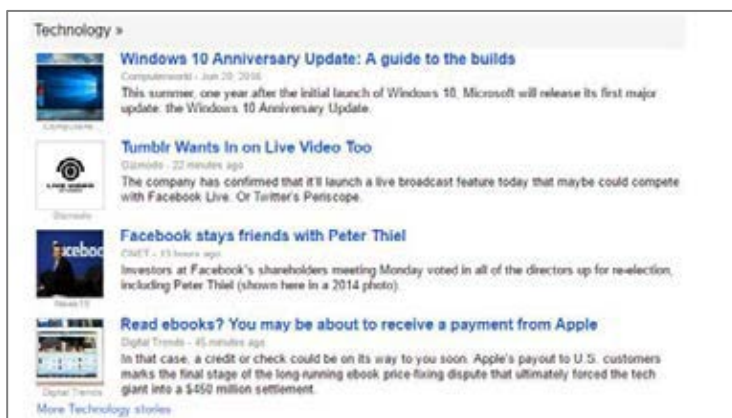 Technology »
Windows 10 Anniversary Update: A guide to the builds
Computerworld - Jun 20, 2016
This summer, one year after the initial launch of Windows 10, Microsoft will release its first major
update: the Windows 10 Anniversary Update.
Tumblr Wants In on Live Video Too
Gizmodo - 22 minutes ago
LIVE VIDEO
The company has confirmed that it'll launch a live broadcast feature today that maybe could compete
with Facebook Live. Or Twitter's Periscope.
Gizmodo
Facebook stays friends with Peter Thiel
CNET - 13 hours ago
Investors at Facebook's shareholders meeting Monday voted in all of the directors up for re-election,
including Peter Thiel (shown here in a 2014 photo).
Read ebooks? You may be about to receive a payment from Apple
Digital Trends - 45 minutes ago
In that case, a credit or check could be on its way to you soon. Apple's payout to U.S. customers
marks the final stage of the long-running ebook price-fixing dispute that ultimately forced the tech
giant into a $450 million settlement.
Digital Trends
More Technology stories